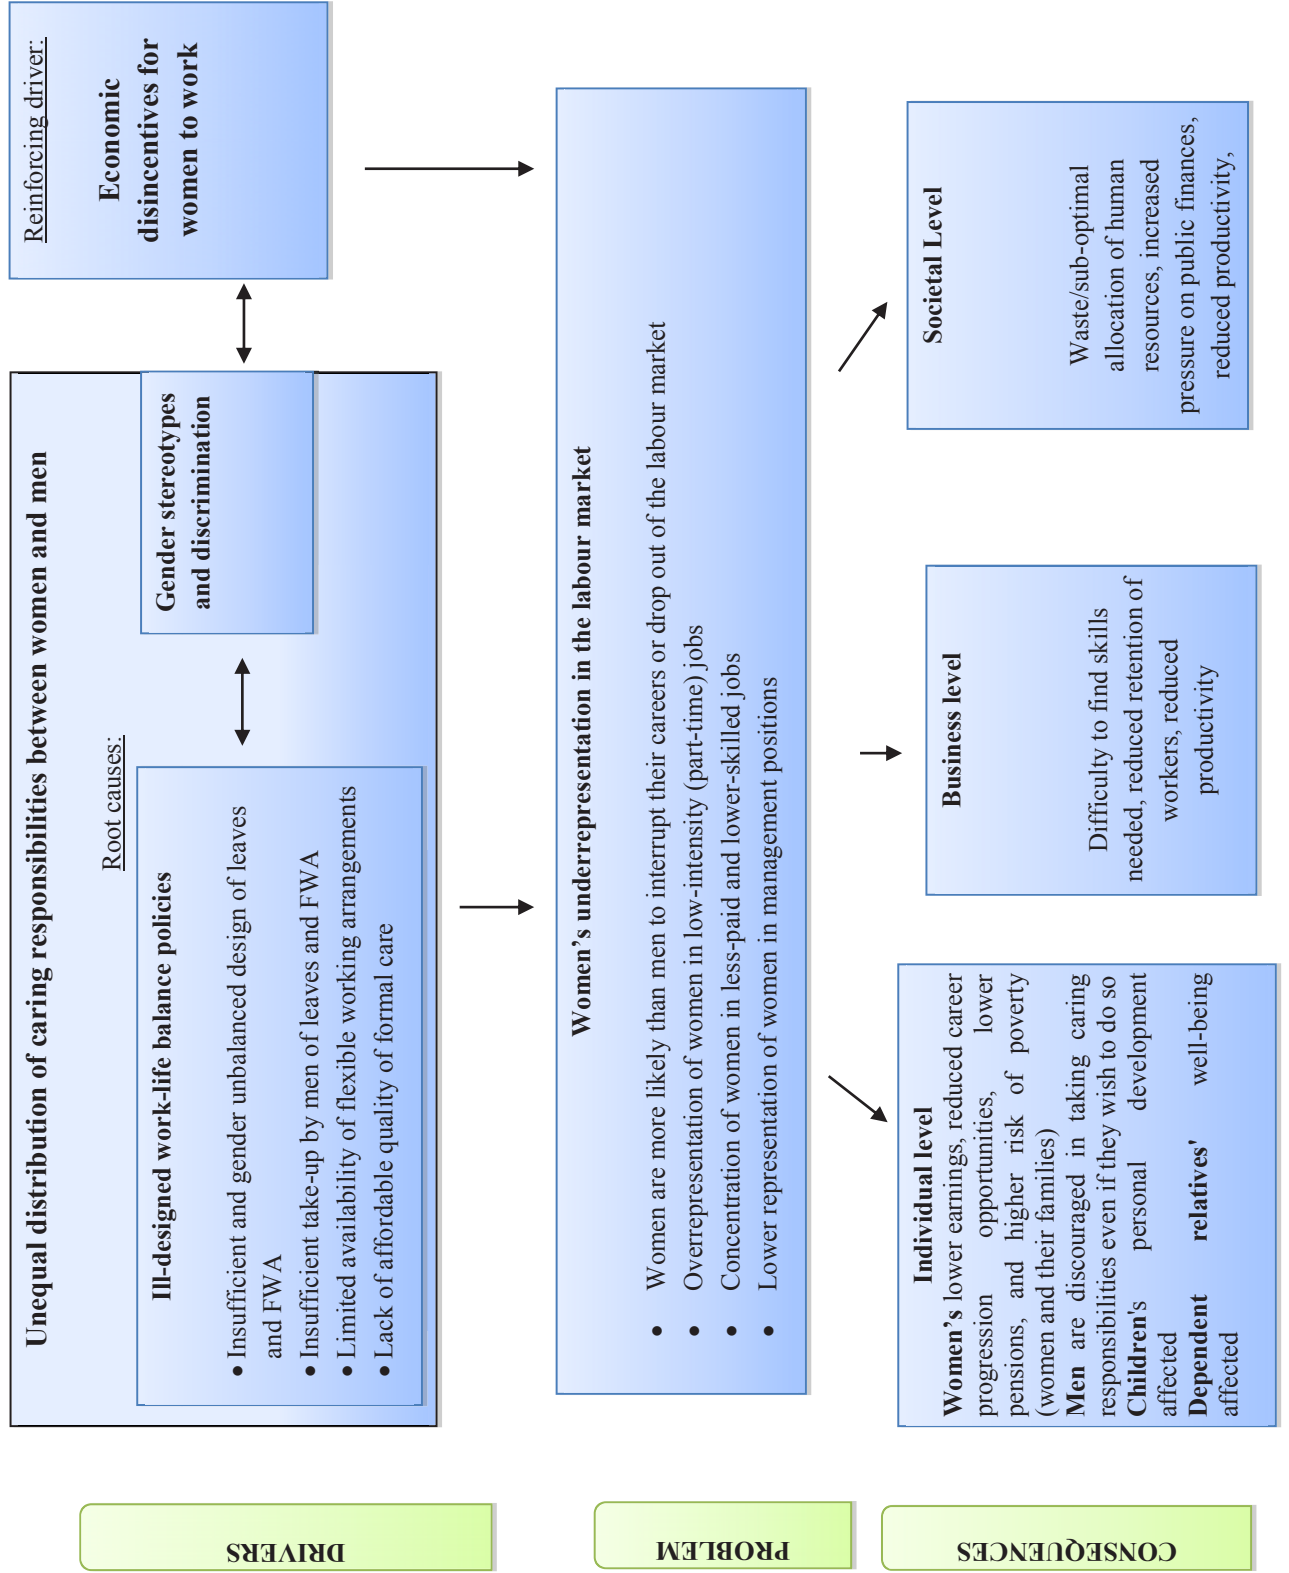 DRIVERS
Unequal distribution of caring responsibilities between women and men
Root causes:
Ill-designed work-life balance policies
• Insufficient and gender unbalanced design of leaves
and FWA
• Insufficient take-up by men of leaves and FWA
• Limited availability of flexible working arrangements
• Lack of affordable quality of formal care
Gender stereotypes
and discrimination
Reinforcing driver:
Economic
disincentives for
women to work
PROBLEM
Women’s underrepresentation in the labour market
• Women are more likely than men to interrupt their careers or drop out of the labour market
• Overrepresentation of women in low-intensity (part-time) jobs
• Concentration of women in less-paid and lower-skilled jobs
• Lower representation of women in management positions
CONSEQUENCES
Individual level
Women’s lower earnings, reduced career
progression opportunities, lower
pensions, and higher risk of poverty
(women and their families)
Men are discouraged in taking caring
responsibilities even if they wish to do so
Children's personal development
affected
Dependent relatives' well-being
affected
Business level
Difficulty to find skills
needed, reduced retention of
workers, reduced
productivity
Societal Level
Waste/sub-optimal
allocation of human
resources, increased
pressure on public finances,
reduced productivity,